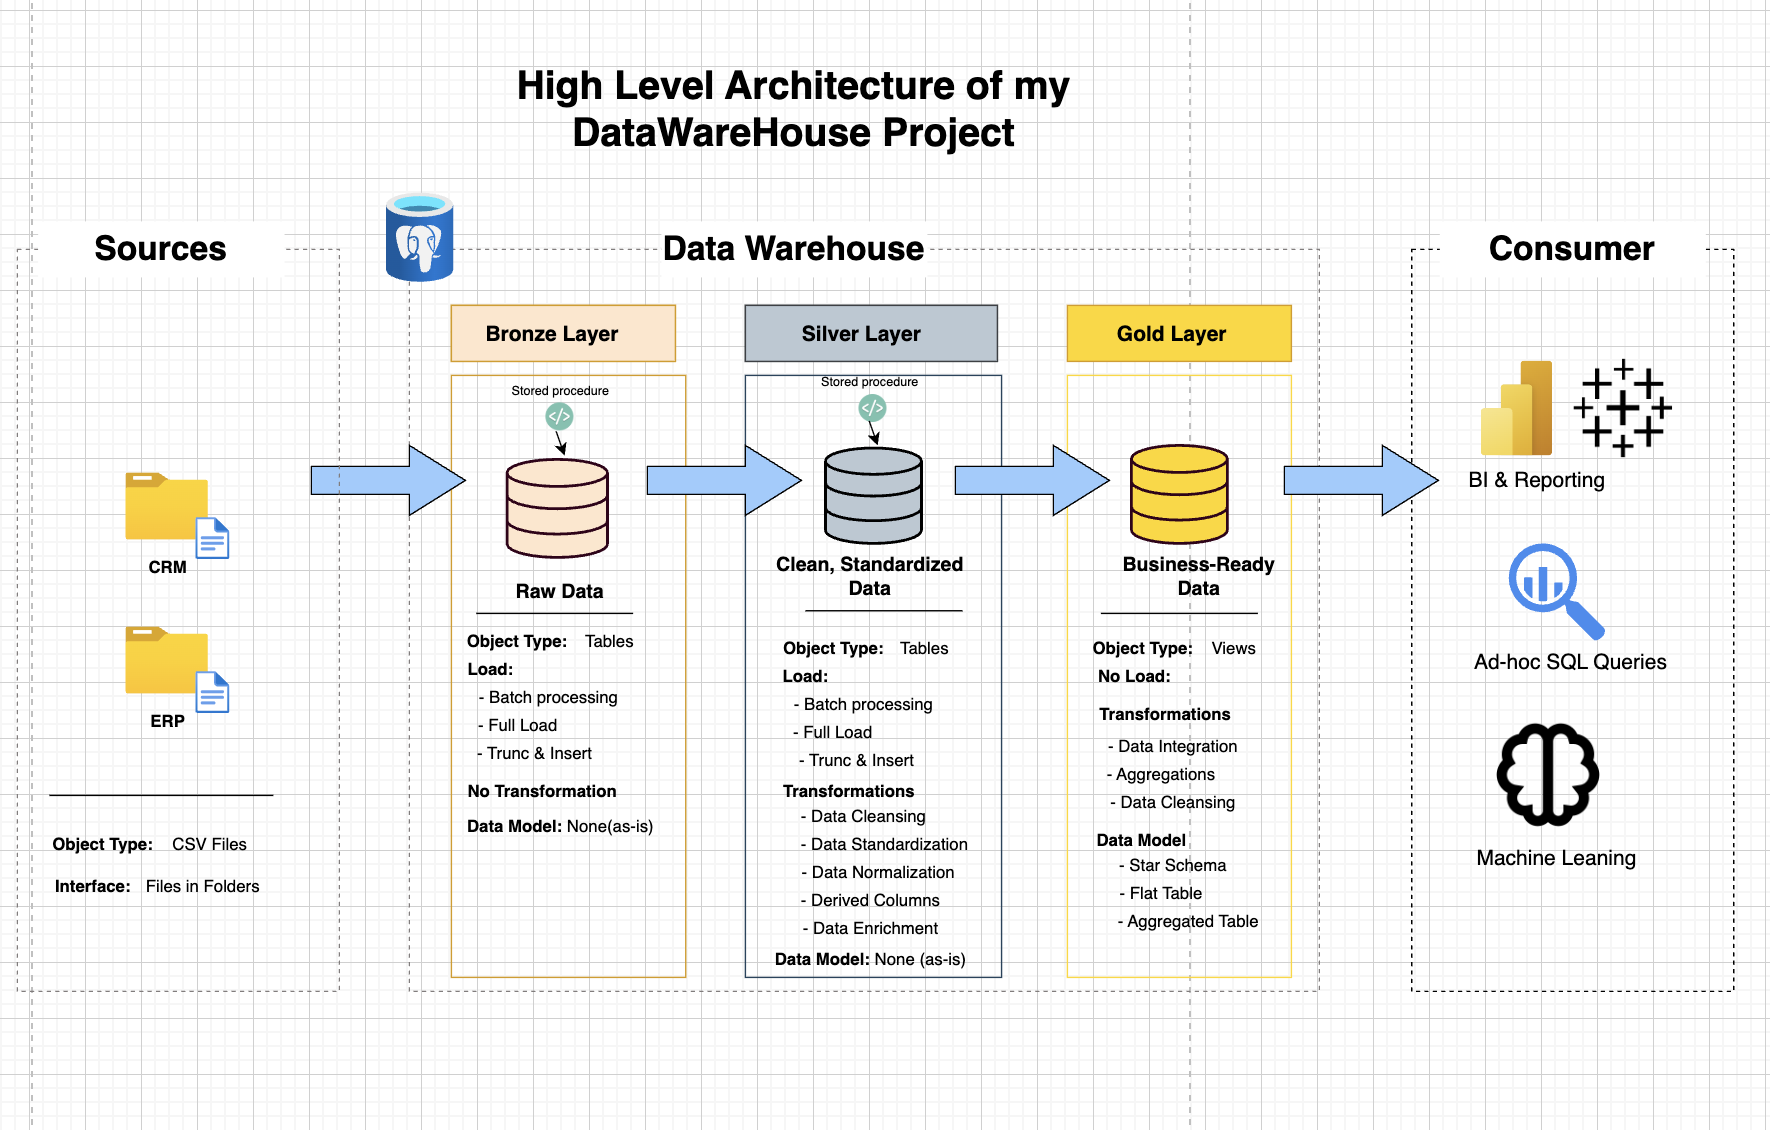 High Level Architecture of my
DataWareHouse Project
Sources
CRM
ERP
Object Type: CSV Files
Interface: Files in Folders
Data Warehouse
Bronze Layer
Stored procedure
</>
Raw Data
Object Type: Tables
Load:
- Batch processing
- Full Load
- Trunc & Insert
No Transformation
Data Model: None(as-is)
Silver Layer
Stored procedure
</>
Clean, Standardized
Data
Object Type: Tables
Load:
- Batch processing
- Full Load
- Trunc & Insert
Transformations
- Data Cleansing
- Data Standardization
- Data Normalization
- Derived Columns
- Data Enrichment
Data Model: None (as-is)
Gold Layer
Business-Ready
Data
Object Type: Views
No Load:
Transformations
- Data Integration
- Aggregations
- Data Cleansing
Data Model
- Star Schema
- Flat Table
- Aggregated Table
Consumer
BI & Reporting
Ad-hoc SQL Queries
Machine Leaning